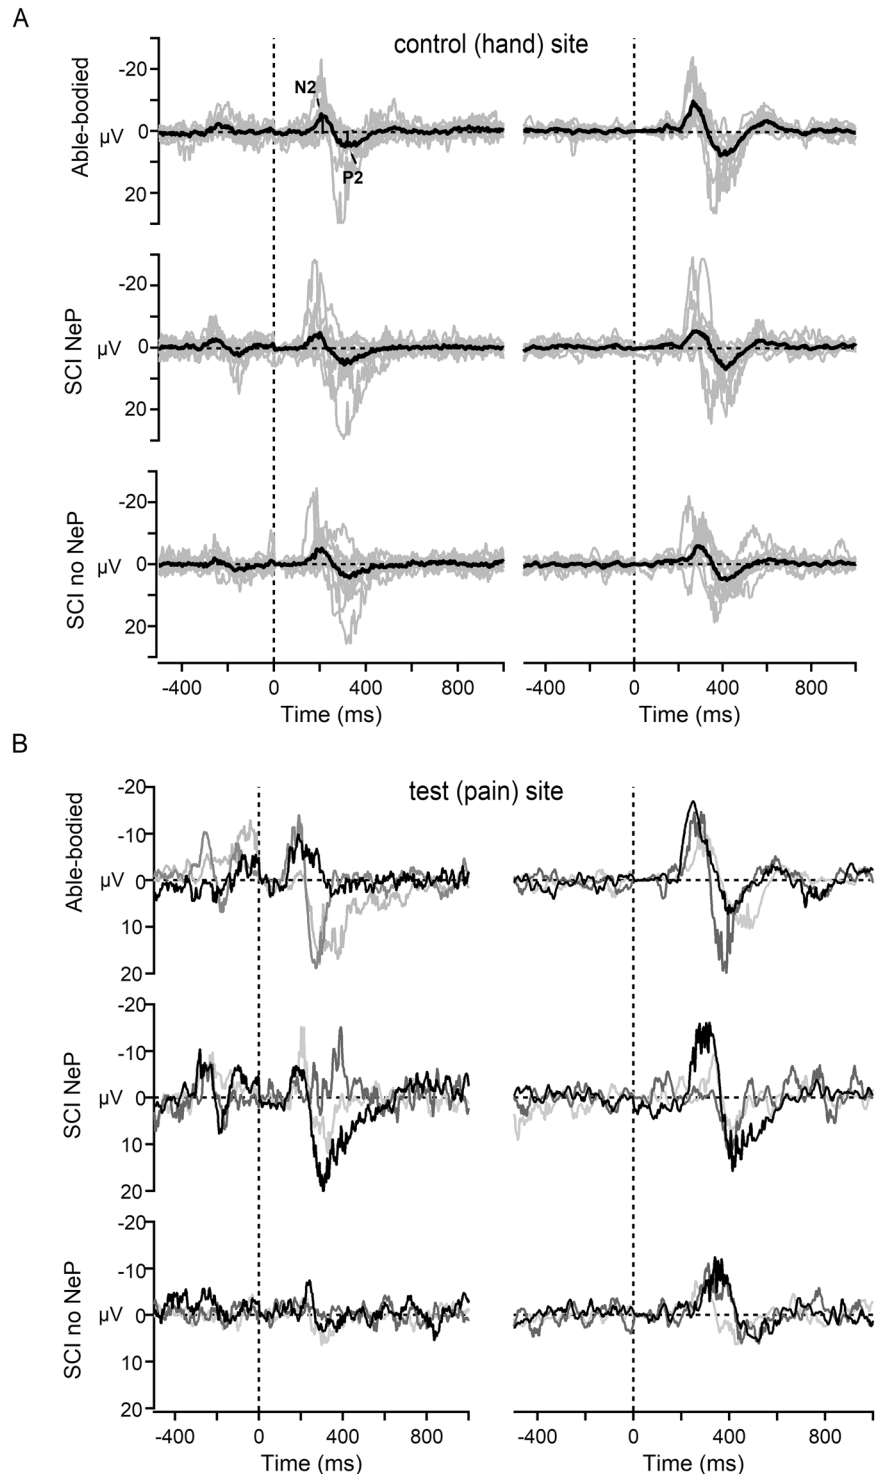 A
control (hand) site
Able-bodied
-20
µV 0
20
N2
P2
SCI NeP
-20
µV 0
20
SCI no NeP
-20
µV 0
20
-400 0 400 800 -400 0 400 800
Time (ms) Time (ms)
B
test (pain) site
Able-bodied
-20
-10
µV 0
10
20
SCI NeP
-20
-10
µV 0
10
20
SCI no NeP
-20
-10
µV 0
10
20
-400 0 400 800 -400 0 400 800
Time (ms) Time (ms)